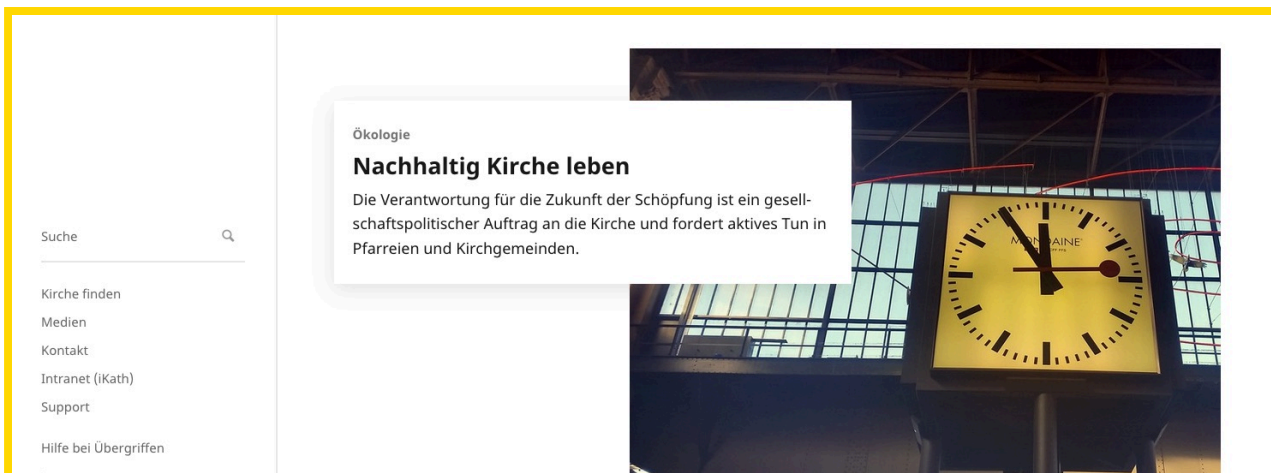 Suche
Kirche finden
Medien
Kontakt
Intranet (iKath)
Support
Hilfe bei Übergriffen
Ökologie
Nachhaltig Kirche leben
Die Verantwortung für die Zukunft der Schöpfung ist ein gesell-
schaftspolitischer Auftrag an die Kirche und fordert aktives Tun in
Pfarreien und Kirchgemeinden.